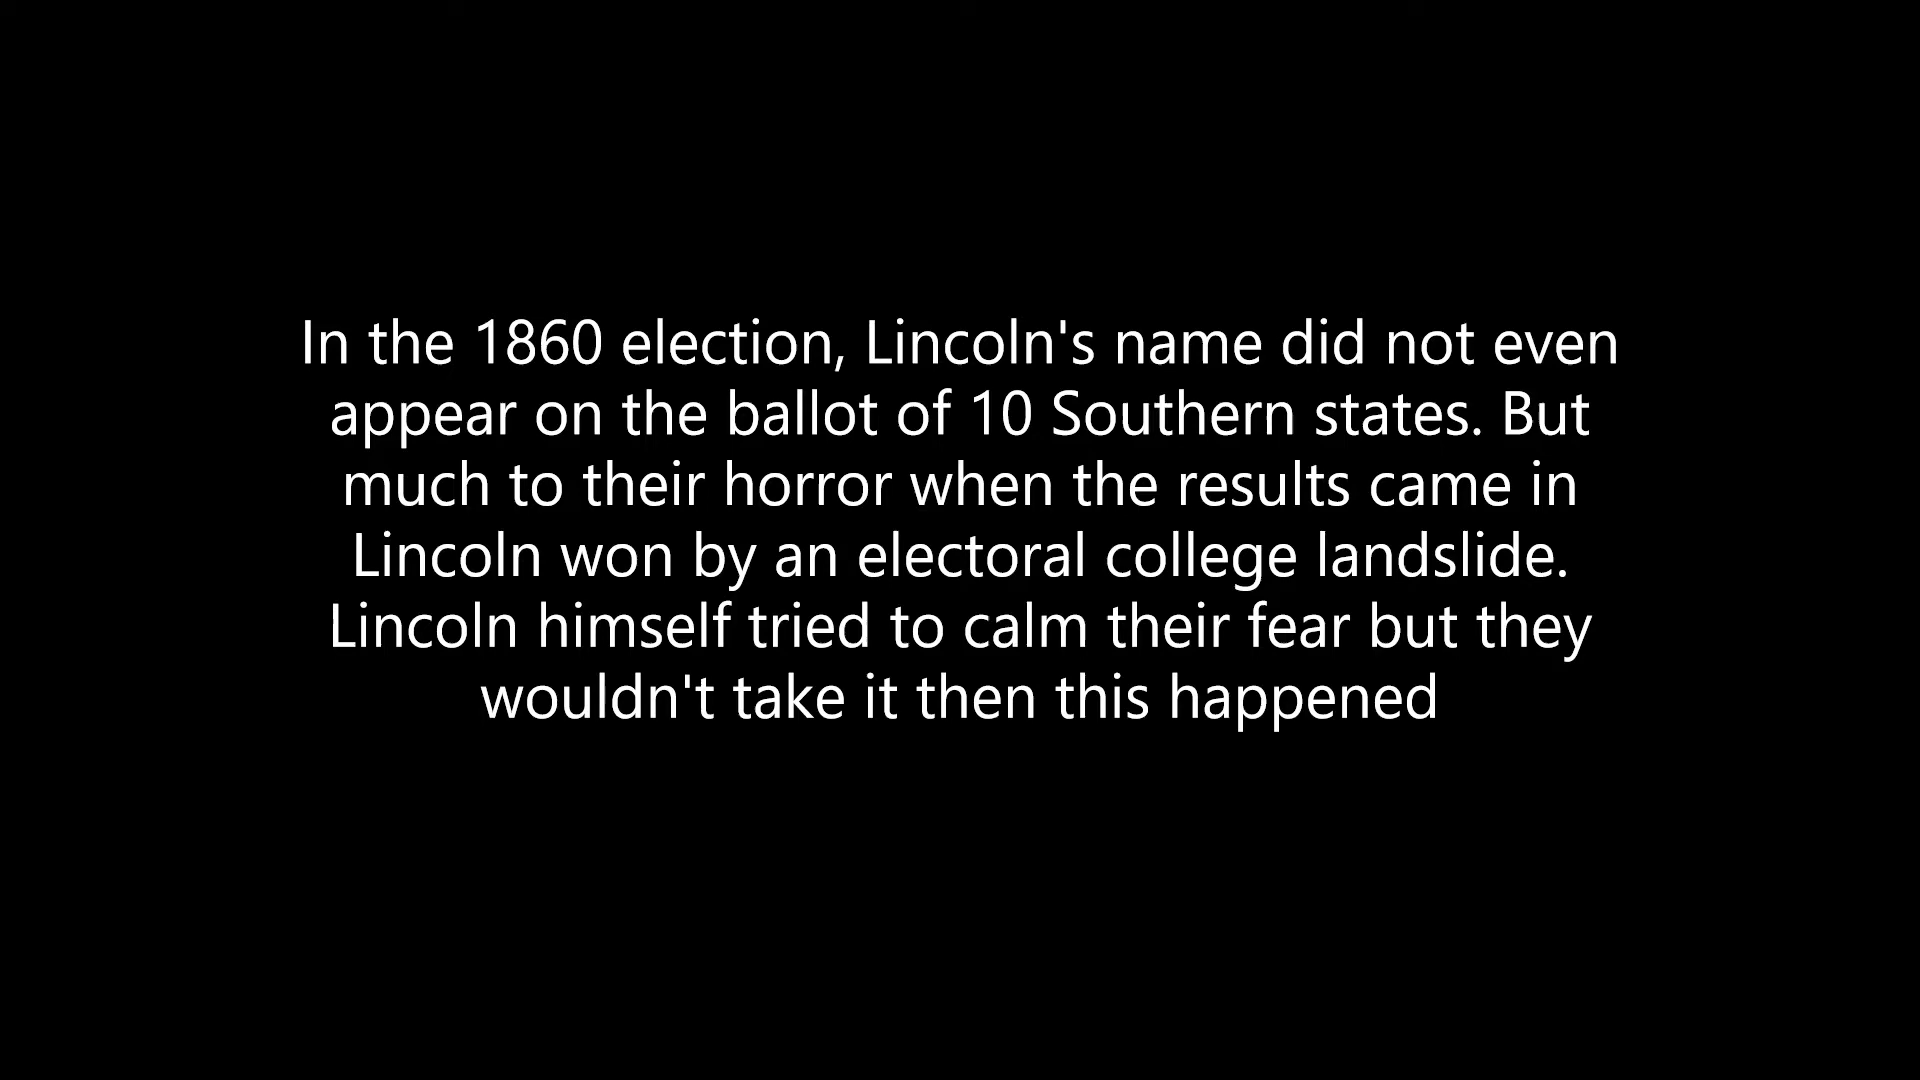 In the 1860 election, Lincoln's name did not even
appear on the ballot of 10 Southern states. But
much to their horror when the results came in
Lincoln won by an electoral college landslide.
Lincoln himself tried to calm their fear but they
wouldn't take it then this happened